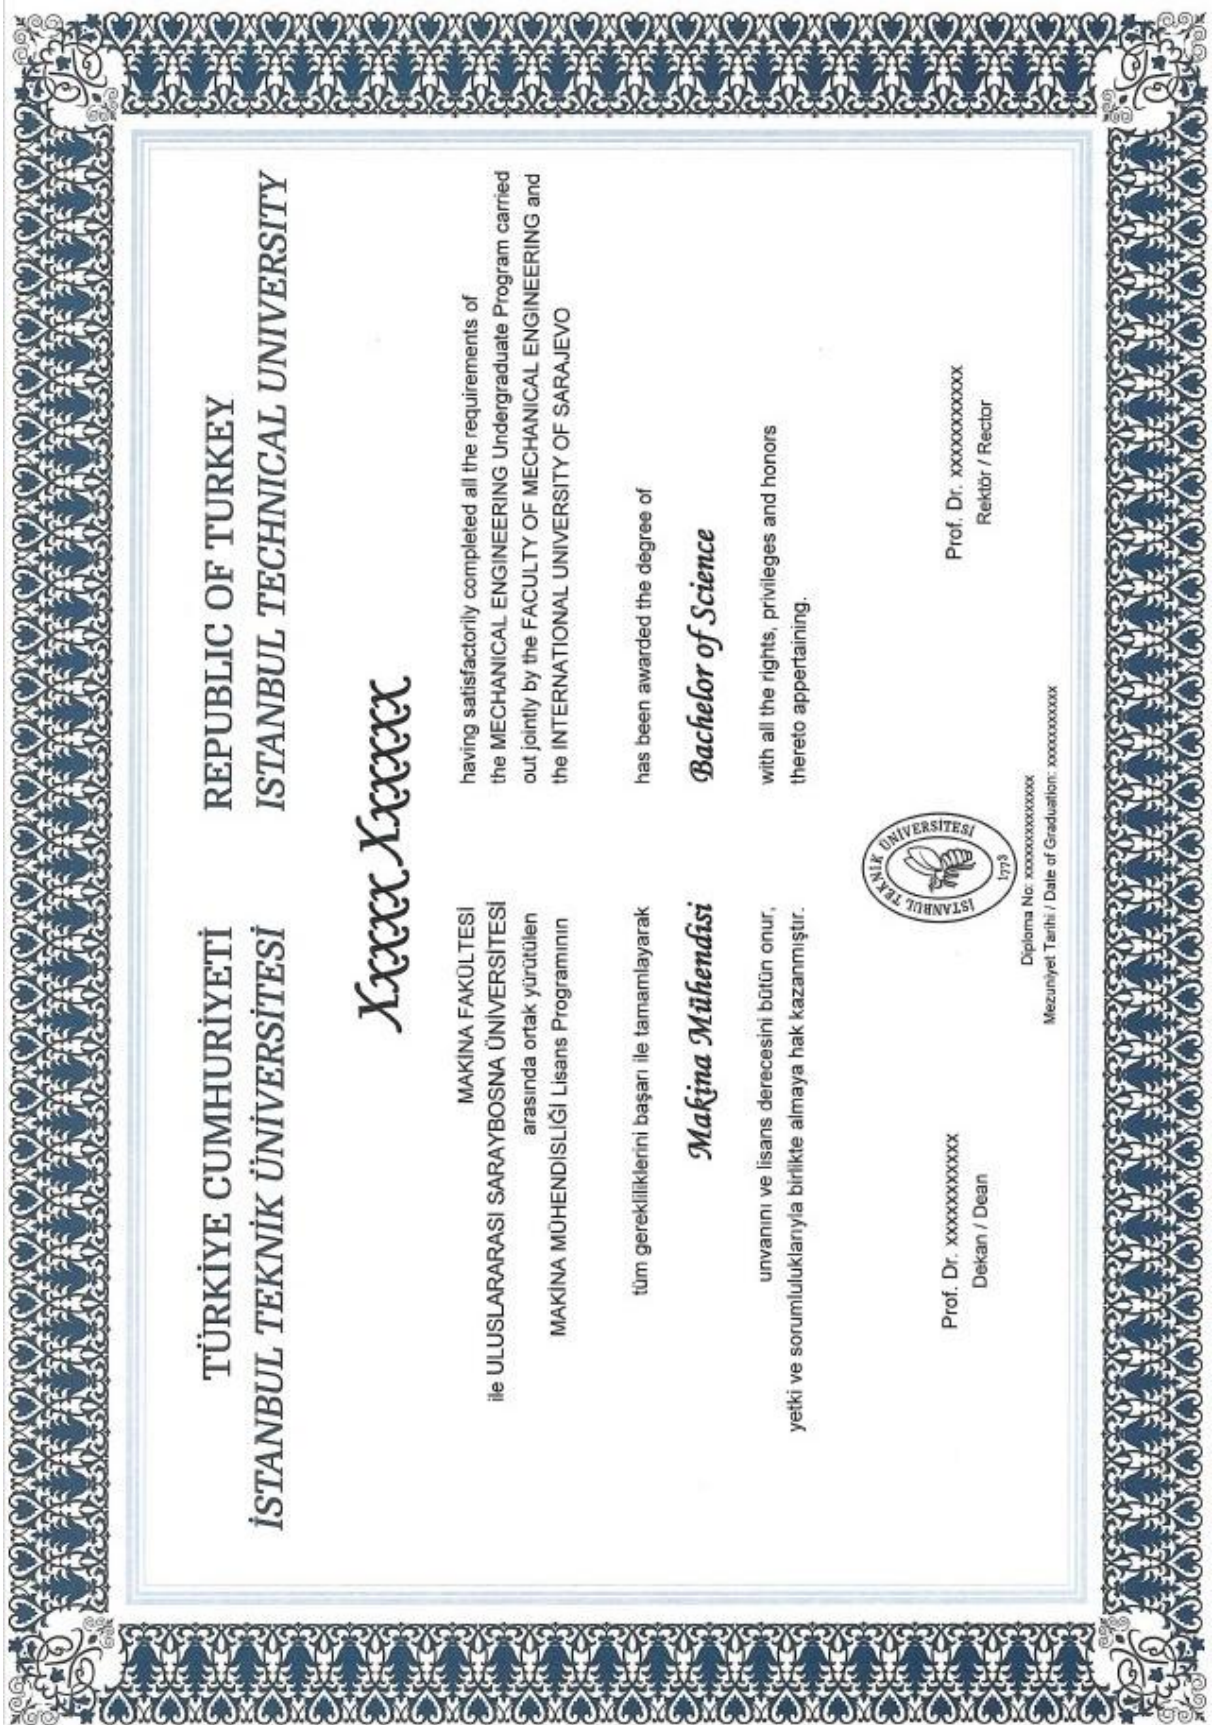 TÜRKİYE CUMHURİYETİ
İSTANBUL TEKNİK ÜNİVERSİTESİ
REPUBLIC OF TURKEY
ISTANBUL TECHNICAL UNIVERSITY
Xxxx Xxxxx
MAKİNA FAKÜLTESİ
ile ULUSLARARASI SARAYBOSNA ÜNİVERSİTESİ
arasında ortak yürütülen
MAKİNA MÜHENDİSLİĞİ Lisans Programının
tüm gerekliliklerini başarı ile tamamlayarak
Makina Mühendisi
unvanını ve lisans derecesini bütün onur,
yetki ve sorumluluklarıyla birlikte almaya hak kazanmıştır.
having satisfactorily completed all the requirements of
the MECHANICAL ENGINEERING Undergraduate Program carried
out jointly by the FACULTY OF MECHANICAL ENGINEERING and
the INTERNATIONAL UNIVERSITY OF SARAJEVO
has been awarded the degree of
Bachelor of Science
with all the rights, privileges and honors
thereto appertaining.
Prof. Dr. xxxxxxxxxx
Dekan / Dean
İSTANBUL TEKNİK ÜNİVERSİTESİ
1773
Prof. Dr. xxxxxxxxxxx
Rektör / Rector
Diploma No: xxxxxxxxxxxxx
Mezuniyet Tarihi / Date of Graduation: xxxxxxxxxxx